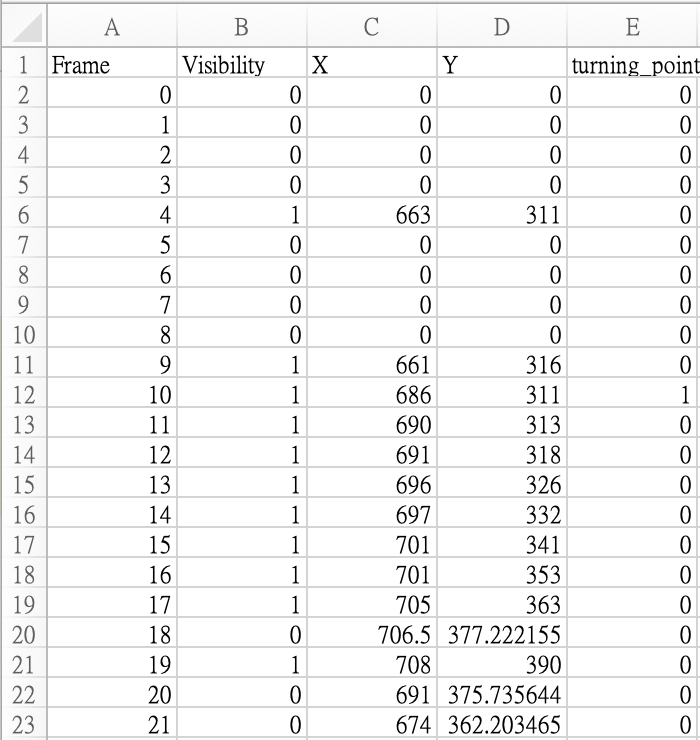 A B C D E
1 Frame Visibility X Y turning_point
2 0 0 0 0 0
3 1 0 0 0 0
4 2 0 0 0 0
5 3 0 0 0 0
6 4 1 663 311 0
7 5 0 0 0 0
8 6 0 0 0 0
9 7 0 0 0 0
10 8 0 0 0 0
11 9 1 661 316 0
12 10 1 686 311 1
13 11 1 690 313 0
14 12 1 691 318 0
15 13 1 696 326 0
16 14 1 697 332 0
17 15 1 701 341 0
18 16 1 701 353 0
19 17 1 705 363 0
20 18 0 706.5 377.222155 0
21 19 1 708 390 0
22 20 0 691 375.735644 0
23 21 0 674 362.203465 0